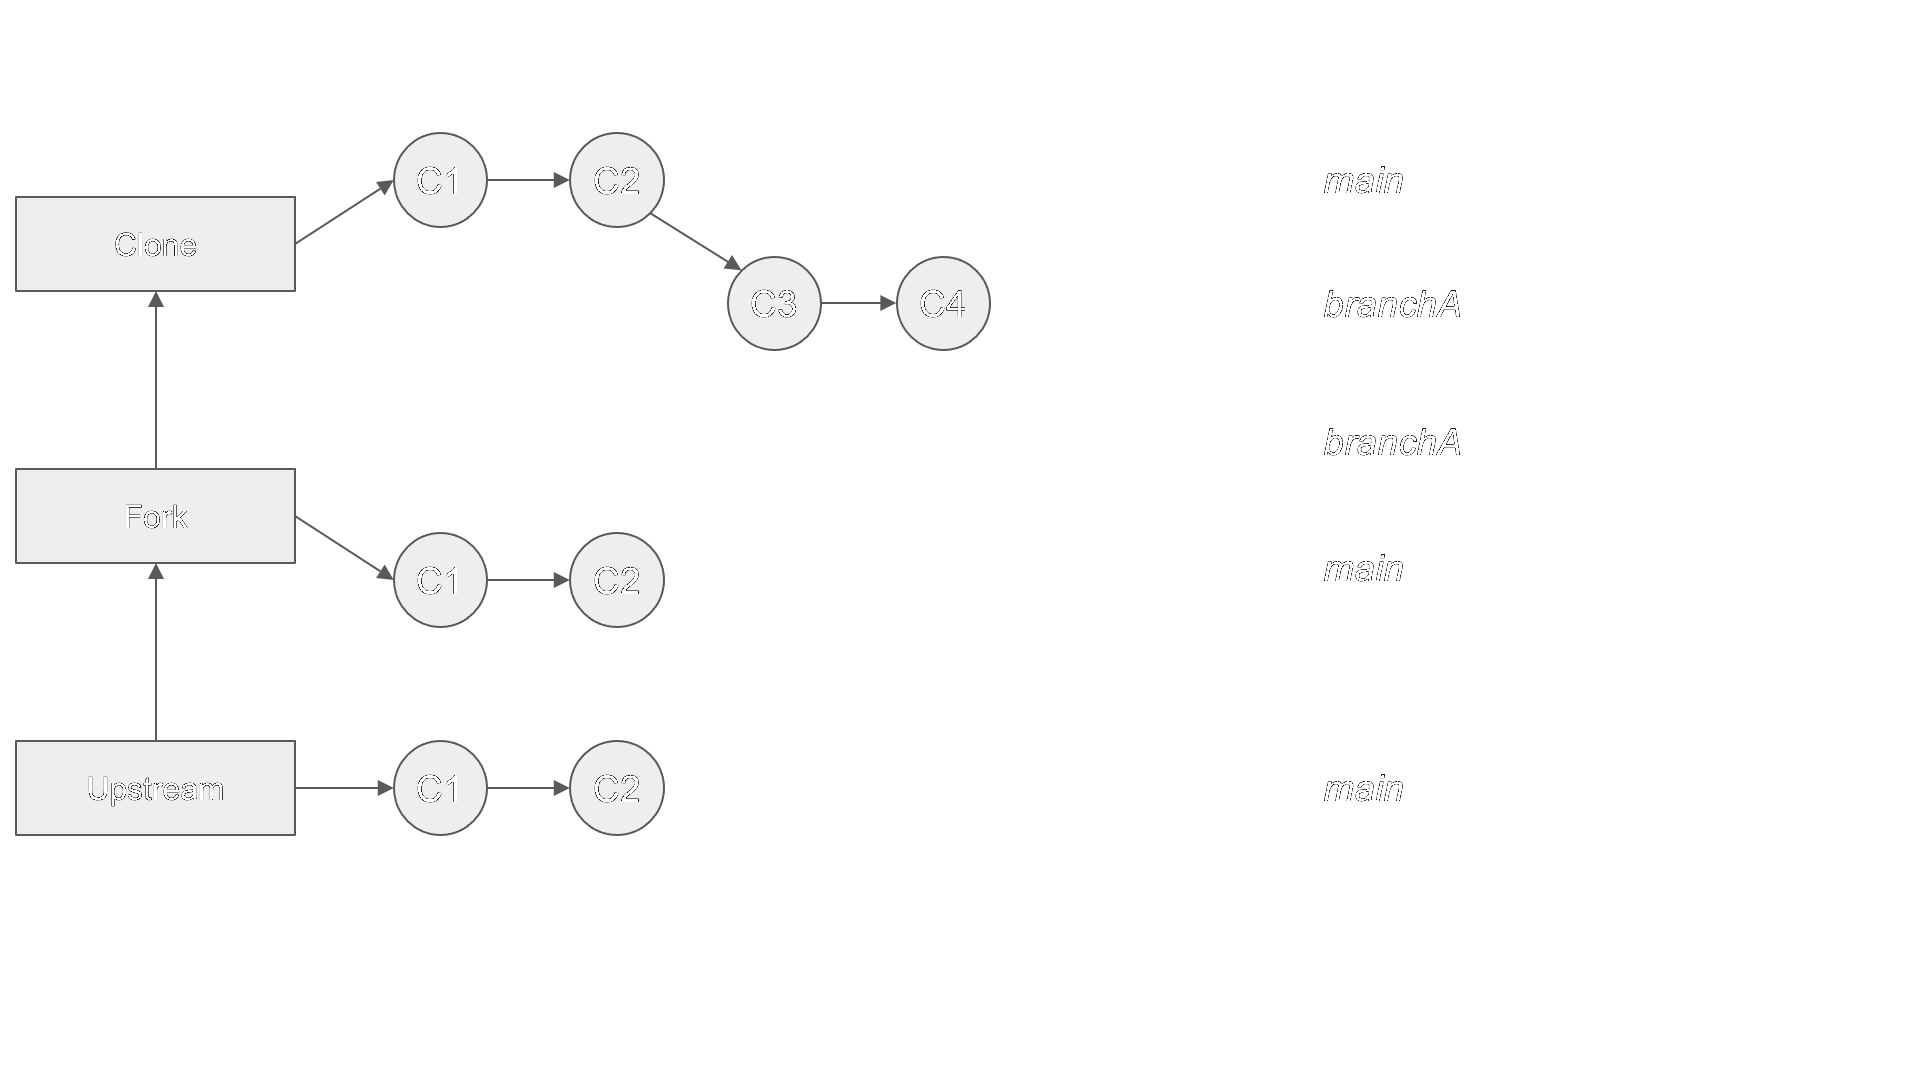 C1 C2 main
Clone
C3 C4 branchA
branchA
Fork
C1 C2 main
Upstream C1 C2 main